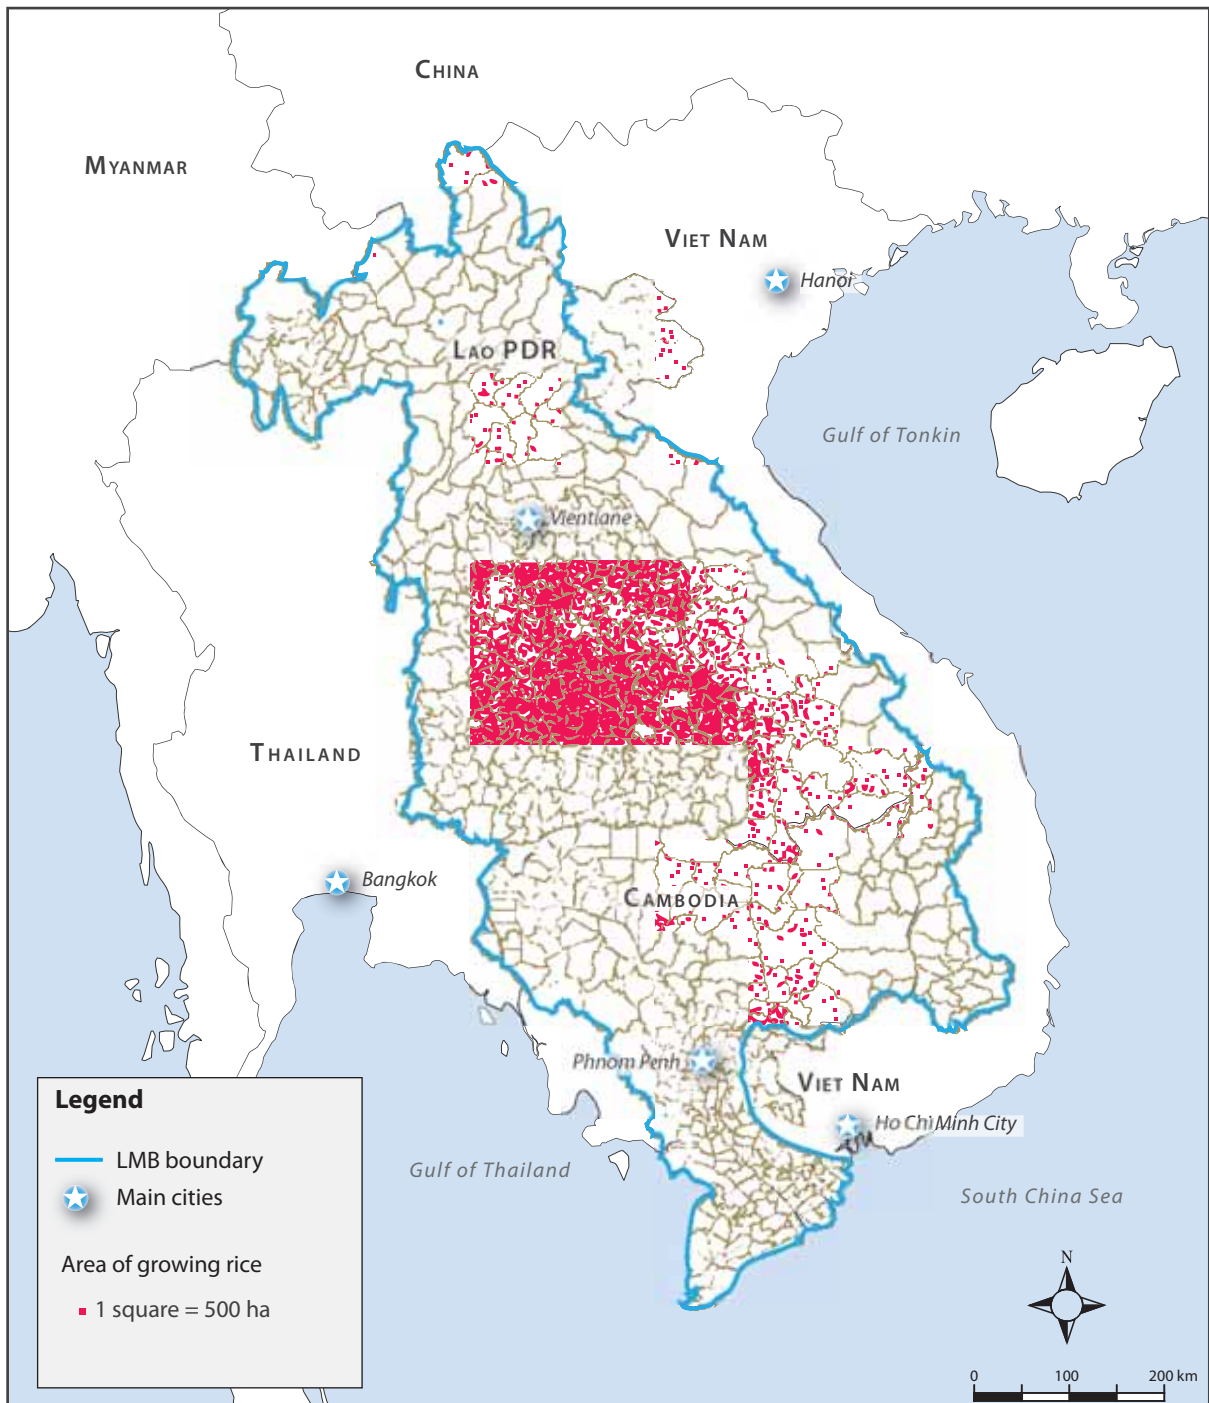 CHINA
MYANMAR
VIET NAM
Hanoi
LAO PDR
Gulf of Tonkin
Vientiane
THAILAND
Bangkok
CAMBODIA
Phnom Penh
VIET NAM
Ho Chi Minh City
Gulf of Thailand
South China Sea
Legend
LMB boundary
Main cities
Area of growing rice
1 square = 500 ha
N
0 100 200 km